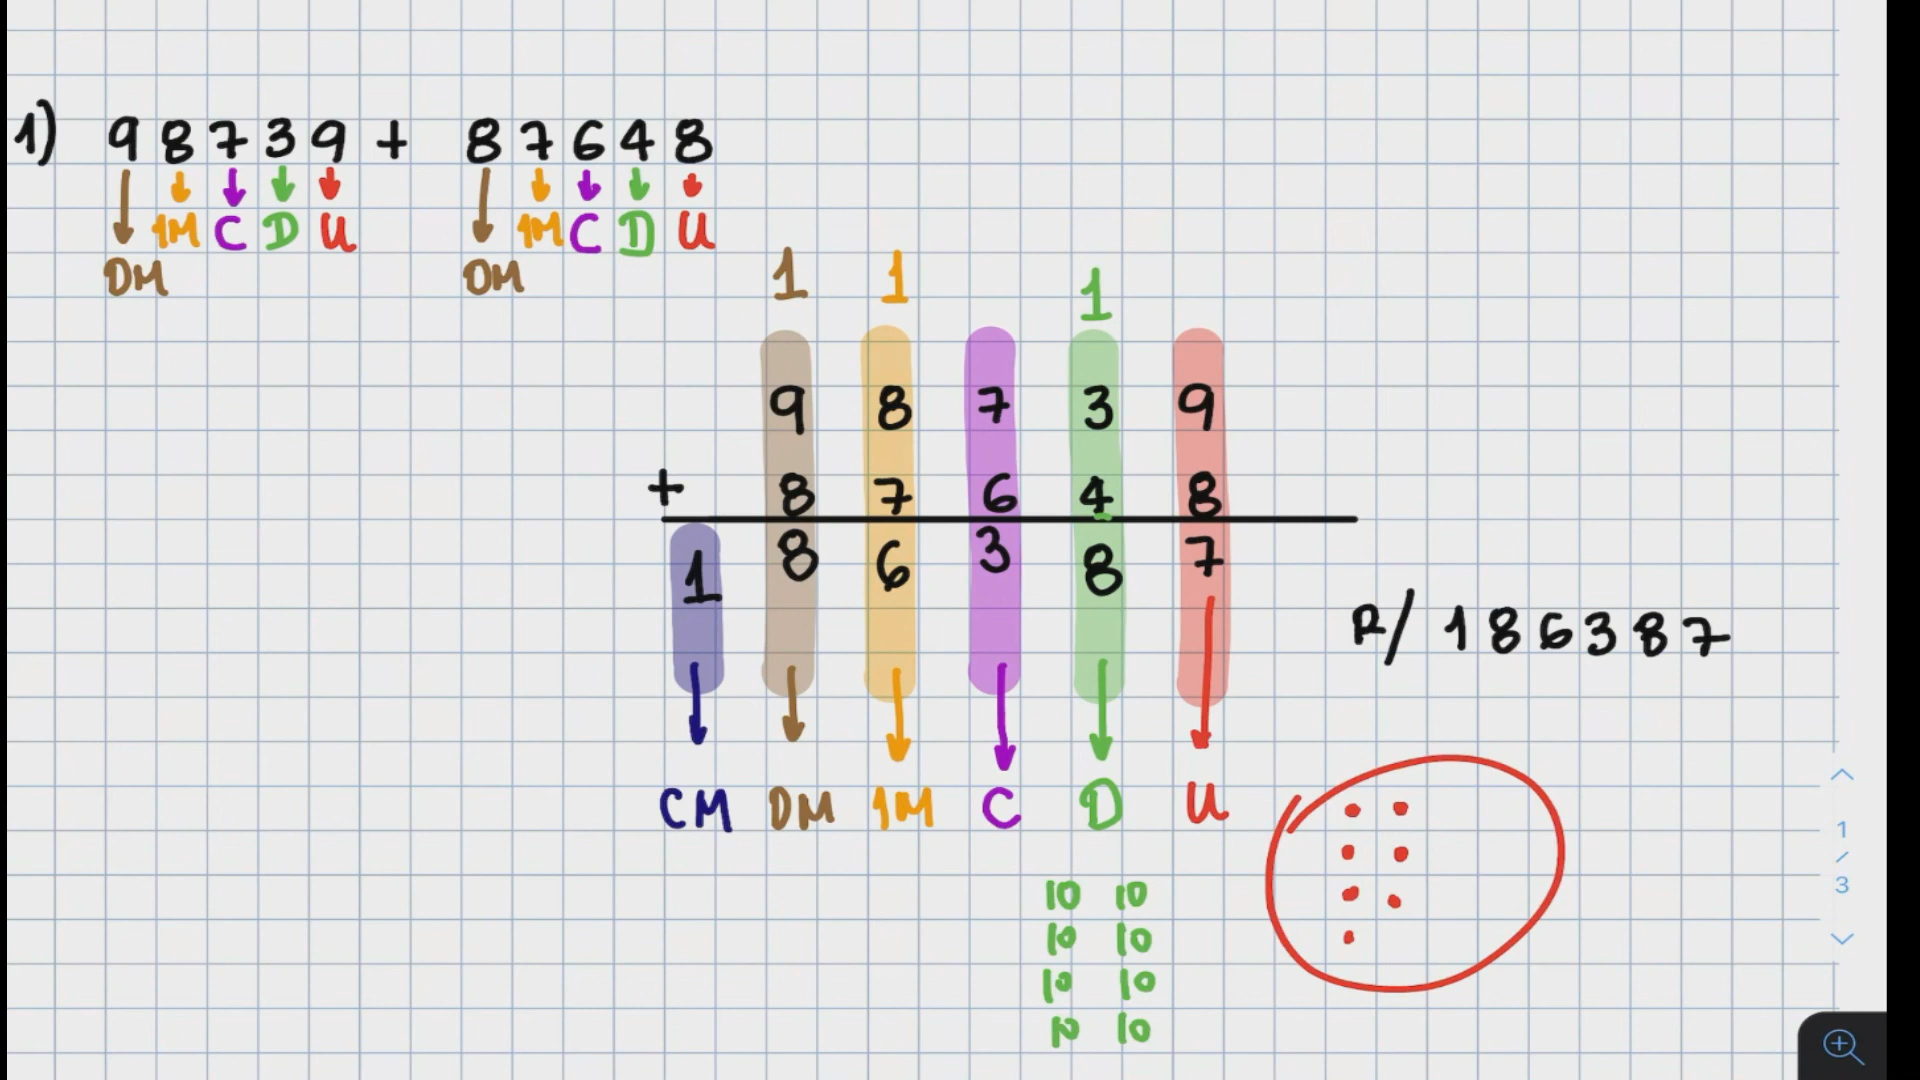 1) 98739 + 87648
1M C D U 1M C D U
DM DM
1 1 1
9 8 7 3 9
+ 8 7 6 4 8
1 8 6 3 8 7
R/ 186387
CM DM 1M C D U
10 10
10 10
10 10
10 10
1
/
3